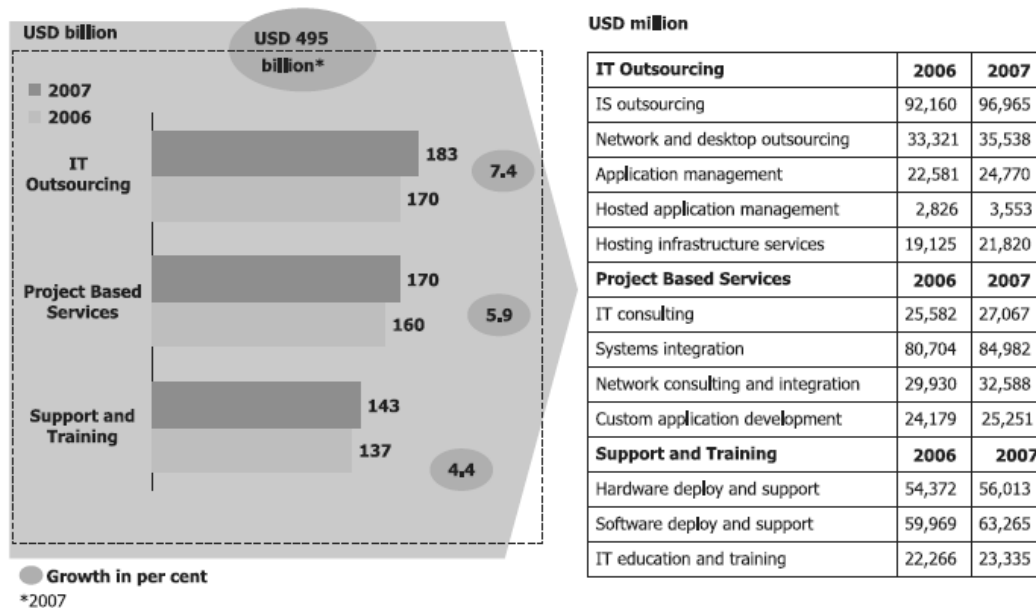 USD billion
USD 495
billion*
2007
2006
IT
Outsourcing
183
170
7.4
Project Based
Services
170
160
5.9
Support and
Training
143
137
4.4
Growth in per cent
*2007
USD million
IT Outsourcing 2006 2007
IS outsourcing 92,160 96,965
Network and desktop outsourcing 33,321 35,538
Application management 22,581 24,770
Hosted application management 2,826 3,553
Hosting infrastructure services 19,125 21,820
Project Based Services 2006 2007
IT consulting 25,582 27,067
Systems integration 80,704 84,982
Network consulting and integration 29,930 32,588
Custom application development 24,179 25,251
Support and Training 2006 2007
Hardware deploy and support 54,372 56,013
Software deploy and support 59,969 63,265
IT education and training 22,266 23,335